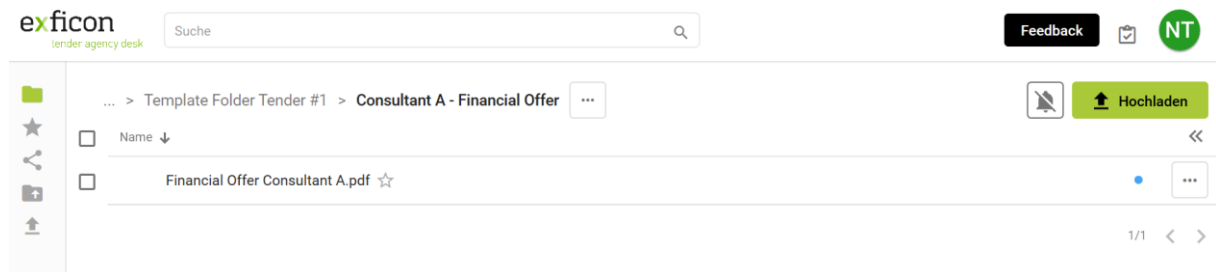 exficon
tender agency desk
Suche
Feedback
NT
... > Template Folder Tender #1 > Consultant A - Financial Offer ...
Hochladen
Name
Financial Offer Consultant A.pdf
...
1/1